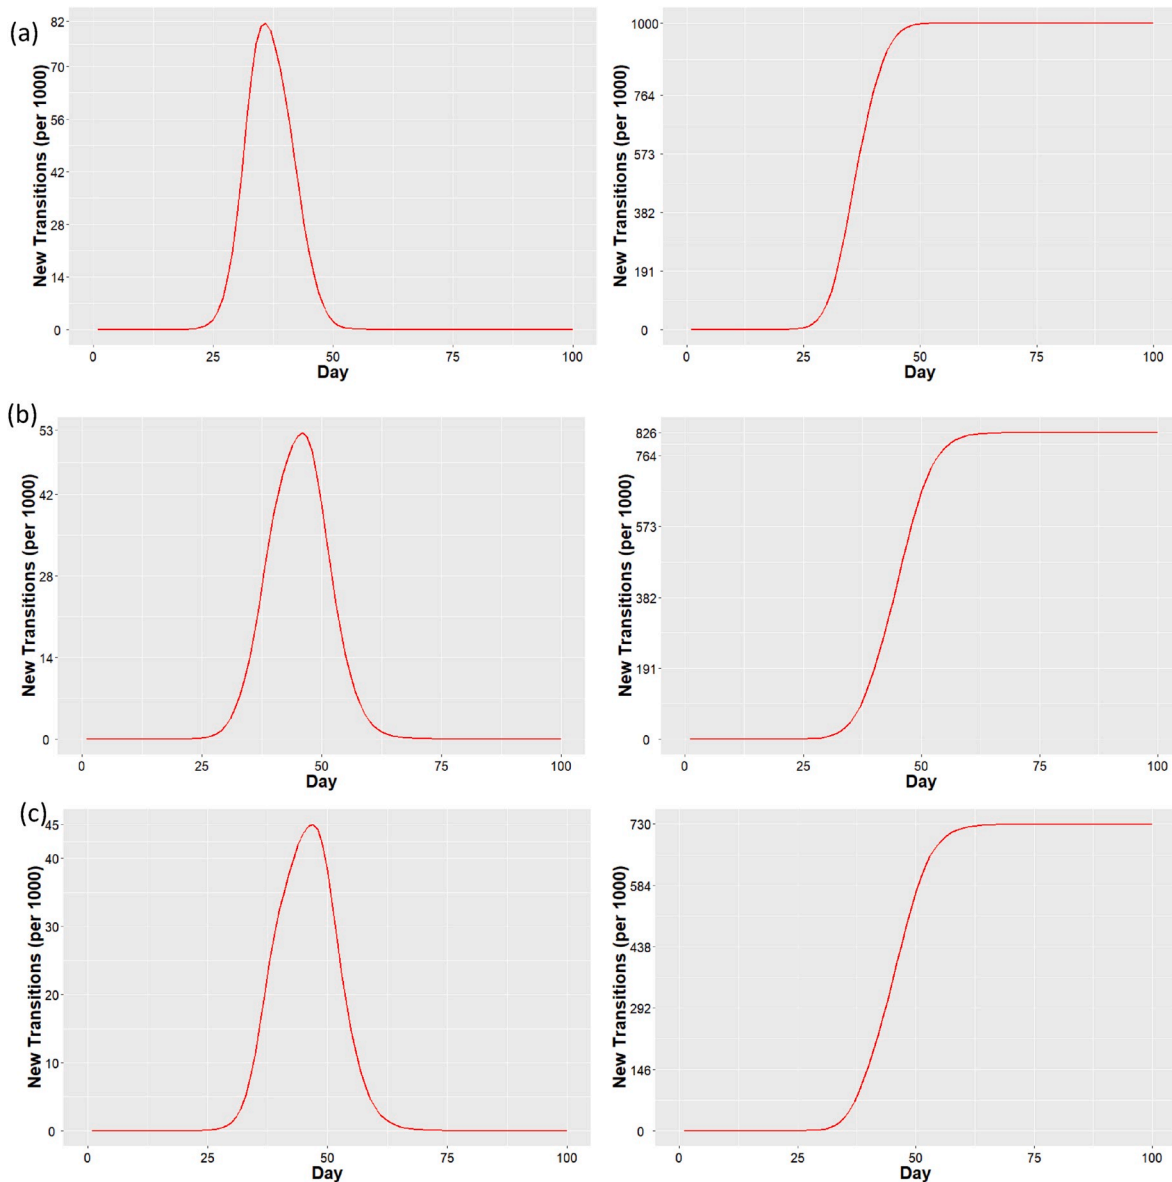 (a)
New Transitions (per 1000)
82
70
56
42
28
14
0
0 25 50 75 100
Day
New Transitions (per 1000)
1000
764
573
382
191
0
0 25 50 75 100
Day
(b)
New Transitions (per 1000)
53
42
28
14
0
0 25 50 75 100
Day
New Transitions (per 1000)
826
764
573
382
191
0
0 25 50 75 100
Day
(c)
New Transitions (per 1000)
45
40
30
20
10
0
0 25 50 75 100
Day
New Transitions (per 1000)
730
584
438
292
146
0
0 25 50 75 100
Day